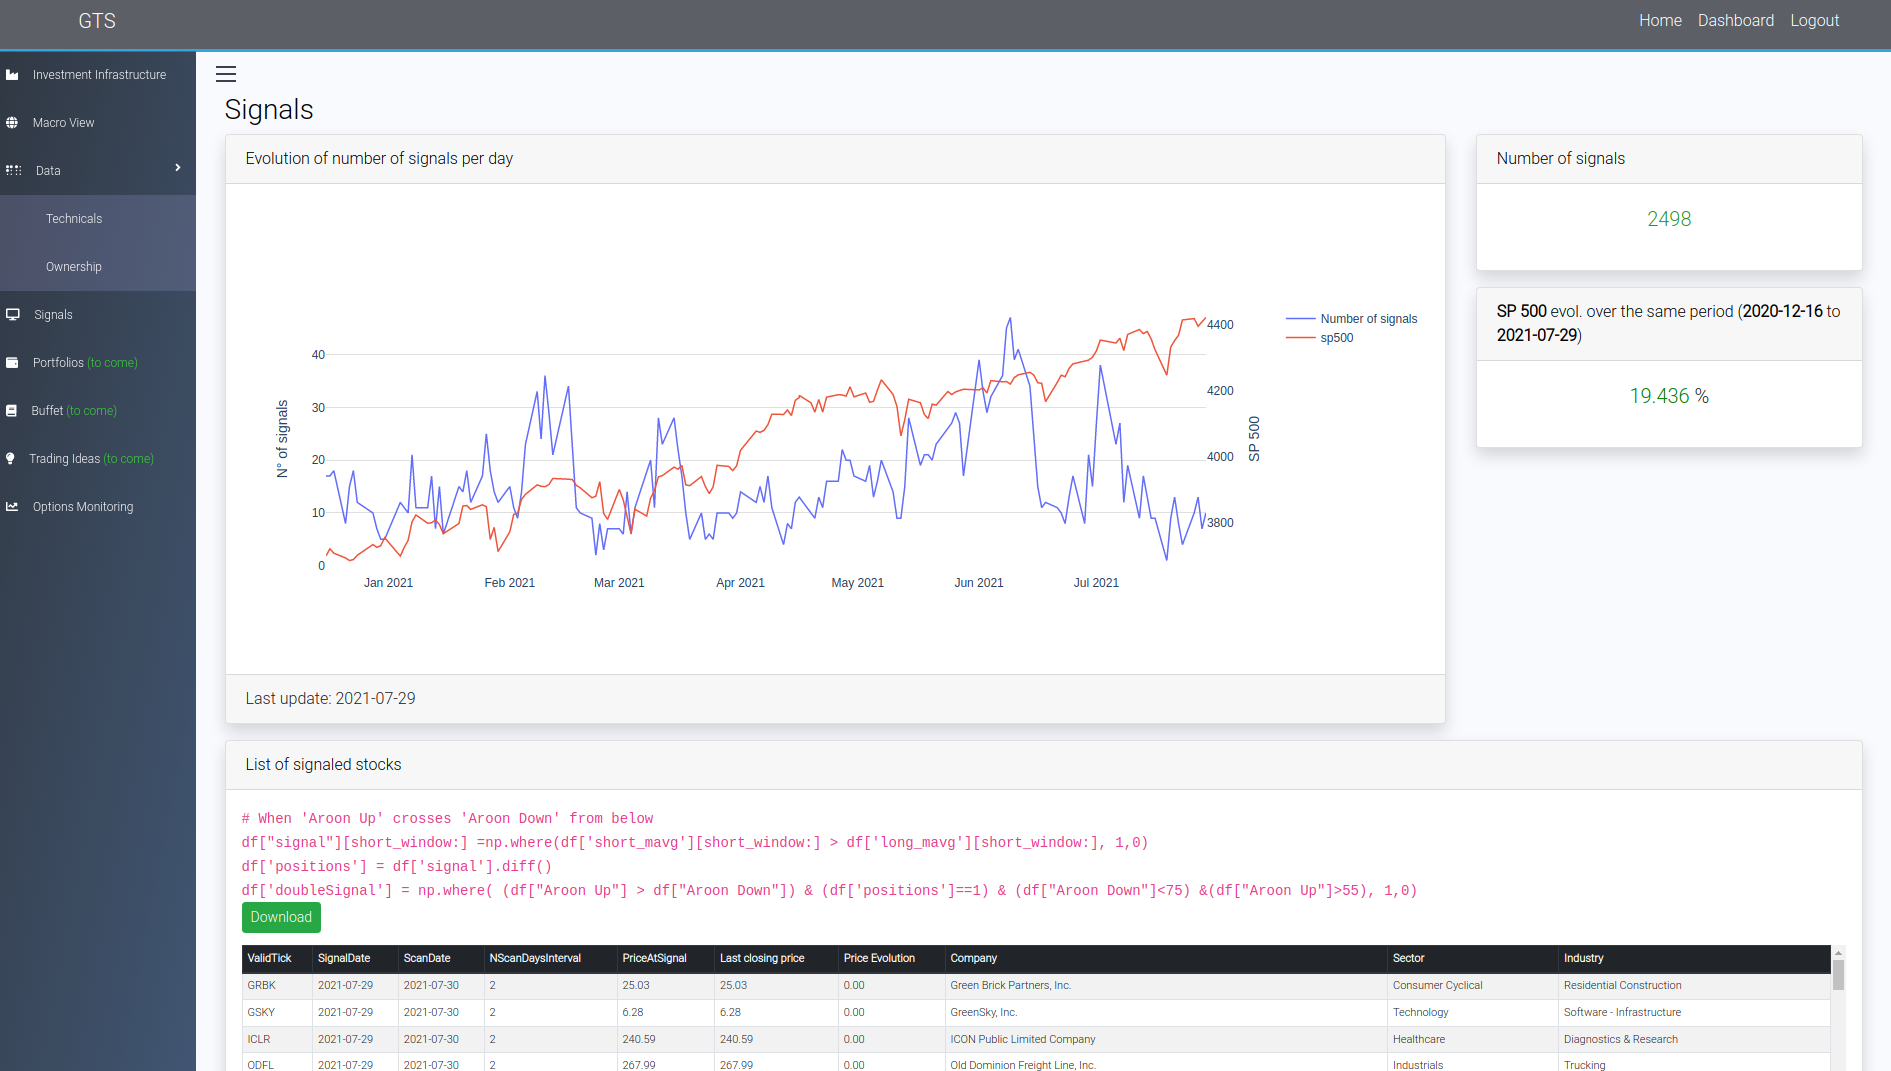 GTS
Home Dashboard Logout
Investment Infrastructure
Macro View
Data
Technicals
Ownership
Signals
Portfolios (to come)
Buffet (to come)
Trading Ideas (to come)
Options Monitoring
Signals
Evolution of number of signals per day
Number of signals
sp500
N° of signals
40
30
20
10
0
4400
4200
4000
3800
SP 500
Jan 2021 Feb 2021 Mar 2021 Apr 2021 May 2021 Jun 2021 Jul 2021
Last update: 2021-07-29
Number of signals
2498
SP 500 evol. over the same period (2020-12-16 to
2021-07-29)
19.436 %
List of signaled stocks
# When 'Aroon Up' crosses 'Aroon Down' from below
df["signal"][short_window:] =np.where(df['short_mavg'][short_window:] > df['long_mavg'][short_window:], 1,0)
df['positions'] = df['signal'].diff()
df['doubleSignal'] = np.where( (df["Aroon Up"] > df["Aroon Down"]) & (df['positions']==1) & (df["Aroon Down"]<75) &(df["Aroon Up"]>55), 1,0)
Download
ValidTick SignalDate ScanDate NScanDaysInterval PriceAtSignal Last closing price Price Evolution Company Sector Industry
GRBK 2021-07-29 2021-07-30 2 25.03 25.03 0.00 Green Brick Partners, Inc. Consumer Cyclical Residential Construction
GSKY 2021-07-29 2021-07-30 2 6.28 6.28 0.00 GreenSky, Inc. Technology Software - Infrastructure
ICLR 2021-07-29 2021-07-30 2 240.59 240.59 0.00 ICON Public Limited Company Healthcare Diagnostics & Research
ODFL 2021-07-29 2021-07-30 2 267.99 267.99 0.00 Old Dominion Freight Line, Inc. Industrials Trucking